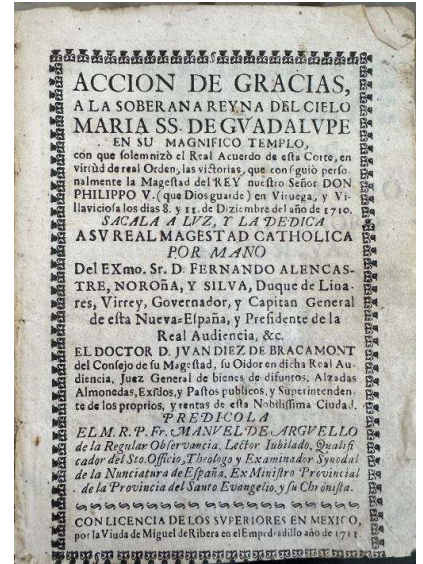 ACCION DE GRACIAS,
A LA SOBERANA REYNA DEL CIELO
MARIA SS. DE GVADALVPE
EN SU MAGNIFICO TEMPLO,
con que solemnizò el Real Acuerdo de esta Corte, en
virtùd de real Orden, las victorias, que consiguiò perso-
nalmente la Magestad del REY nuestro Señor DON
PHILIPPO V. (que Dios guarde) en Viruega, y Vi-
llaviciosa los dias 8. y 11. de Diziembre del año de 1710.
SACALA A LVZ, Y LA DEDICA
A SV REAL MAGESTAD CATHOLICA
POR MANO
Del EXmo. Sr. D. FERNANDO ALENCAS-
TRE, NOROñA, Y SILVA, Duque de Lina-
res, Virrey, Governador, y Capitan General
de esta Nueva-España, y Presidente de la
Real Audiencia, &c.
EL DOCTOR D. JVAN DIEZ DE BRACAMONT
del Consejo de su Magestad, su Oidor en dicha Real Au-
diencia, Juez General de bienes de difuntos, Alzadas
Almonedas, Exidos, y Pastos publicos, y Superintenden-
te de los proprios, y rentas de esta Nobilissima Ciudad.
PREDICOLA
EL M. R. P. Fr. MANVEL DE ARGVELLO
de la Regular Observancia, Lector Iubilado, Qualifi
cador del Sto. Officio, Theologo y Examinador Synodal
de la Nunciatura de España, Ex Ministro Provincial
de la Provincia del Santo Evangelio, y su Chronista.
CON LICENCIA DE LOS SVPERIORES EN MEXICO,
por la Viuda de Miguel de Ribera en el Empedradillo año de 1711.